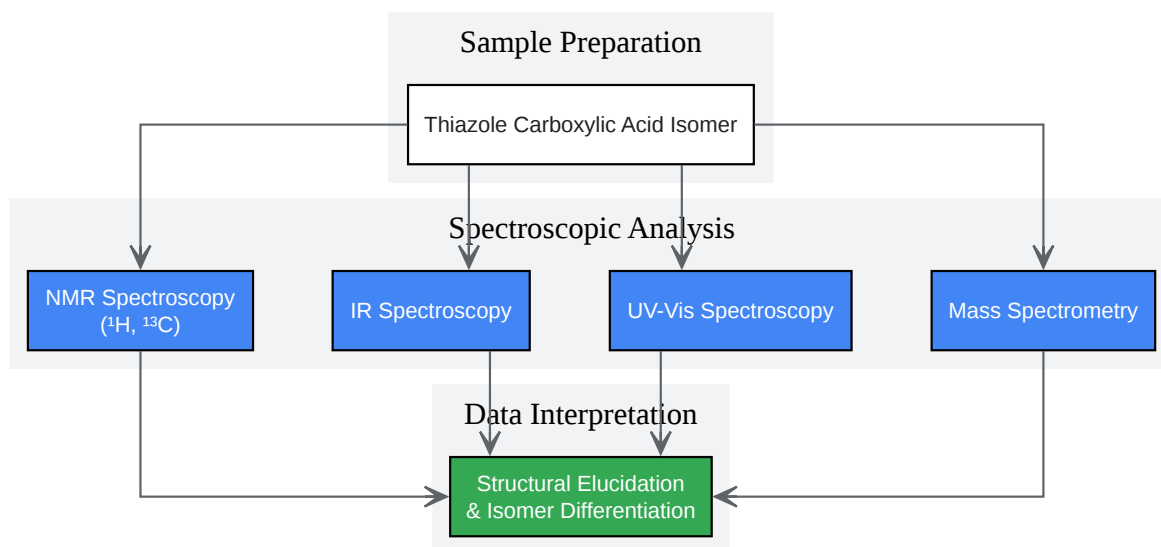 Sample Preparation
Thiazole Carboxylic Acid Isomer
Spectroscopic Analysis
NMR Spectroscopy
(¹H, ¹³C)
IR Spectroscopy
UV-Vis Spectroscopy
Mass Spectrometry
Data Interpretation
Structural Elucidation
& Isomer Differentiation